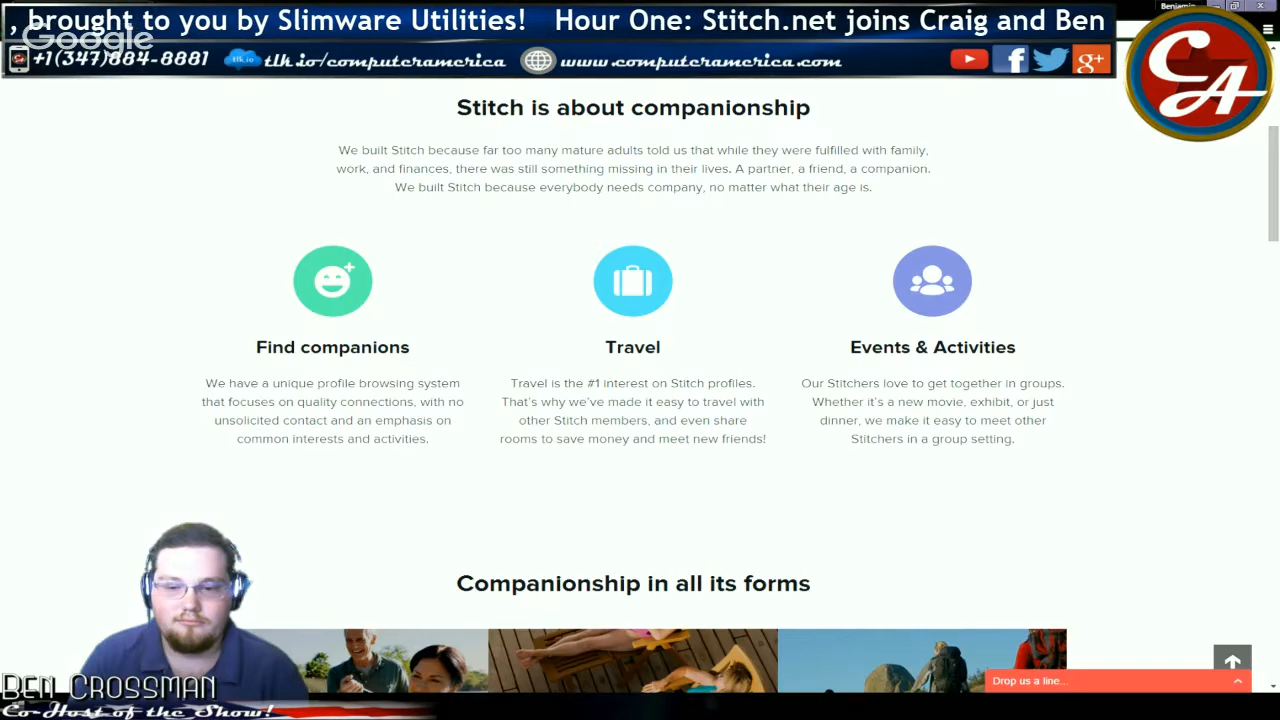 , brought to you by Slimware Utilities!   Hour One: Stitch.net joins Craig and Ben
Google
Benjamin
+1(347)884-8881 tlk.io tlk.io/computeramerica www.computeramerica.com f g+
CA
Stitch is about companionship
We built Stitch because far too many mature adults told us that while they were fulfilled with family,
work, and finances, there was still something missing in their lives. A partner, a friend, a companion.
We built Stitch because everybody needs company, no matter what their age is.
Find companions
We have a unique profile browsing system
that focuses on quality connections, with no
unsolicited contact and an emphasis on
common interests and activities.
Travel
Travel is the #1 interest on Stitch profiles.
That's why we've made it easy to travel with
other Stitch members, and even share
rooms to save money and meet new friends!
Events & Activities
Our Stitchers love to get together in groups.
Whether it's a new movie, exhibit, or just
dinner, we make it easy to meet other
Stitchers in a group setting.
Companionship in all its forms
Drop us a line...
Ben Crossman
Co-Host of the Show!